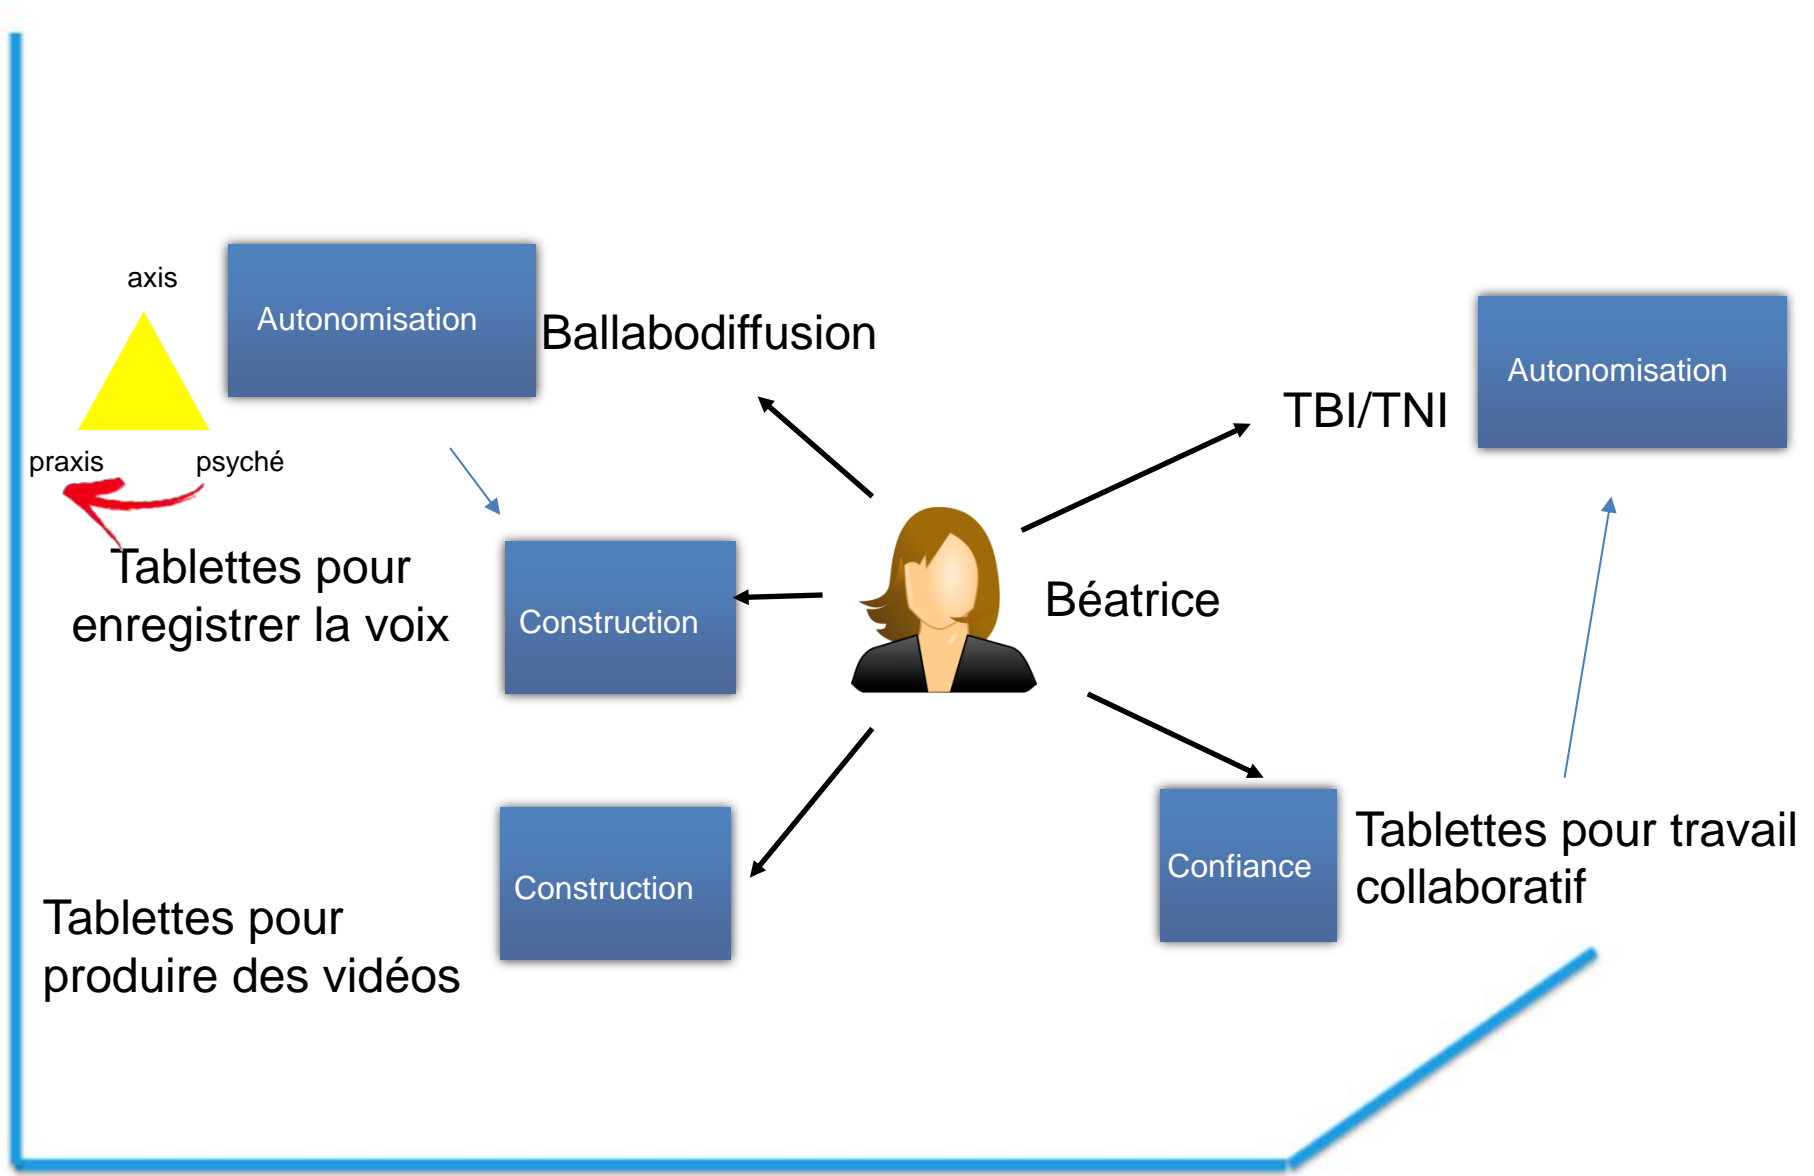 axis
Autonomisation
Ballabodiffusion
Autonomisation
TBI/TNI
praxis
psyché
Tablettes pour
enregistrer la voix
Construction
Béatrice
Construction
Confiance
Tablettes pour travail
collaboratif
Tablettes pour
produire des vidéos